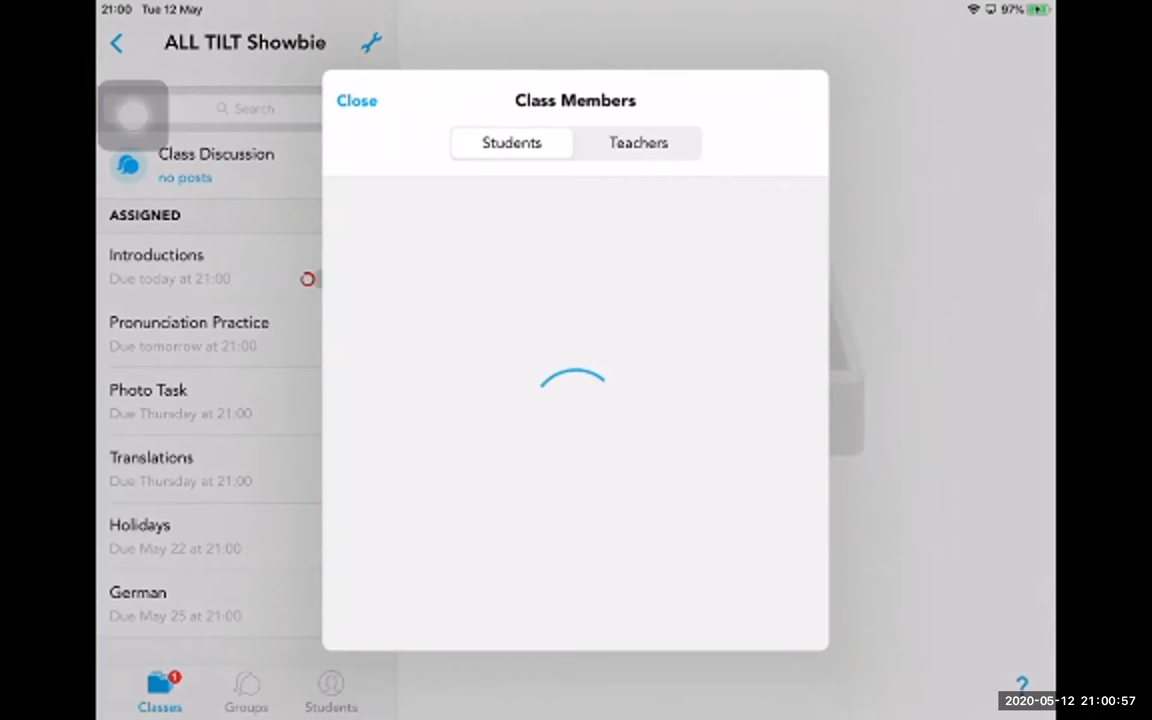 21:00 Tue 12 May
97%
ALL TILT Showbie
Search
Class Discussion
no posts
ASSIGNED
Introductions
Due today at 21:00
Pronunciation Practice
Due tomorrow at 21:00
Photo Task
Due Thursday at 21:00
Translations
Due Thursday at 21:00
Holidays
Due May 22 at 21:00
German
Due May 25 at 21:00
1
Classes
Groups
Students
Close
Class Members
Students
Teachers
?
2020-05-12 21:00:57